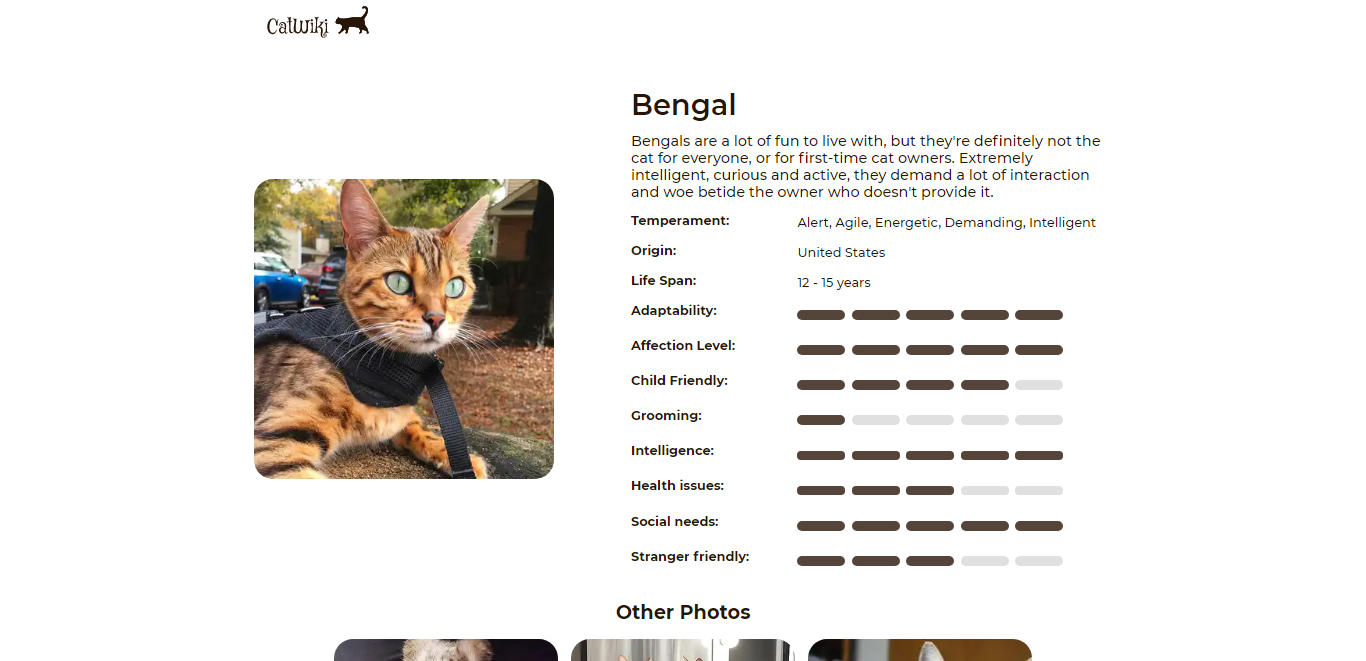 CatWiki
Bengal
Bengals are a lot of fun to live with, but they're definitely not the
cat for everyone, or for first-time cat owners. Extremely
intelligent, curious and active, they demand a lot of interaction
and woe betide the owner who doesn't provide it.
Temperament: Alert, Agile, Energetic, Demanding, Intelligent
Origin: United States
Life Span: 12 - 15 years
Adaptability:
Affection Level:
Child Friendly:
Grooming:
Intelligence:
Health issues:
Social needs:
Stranger friendly:
Other Photos